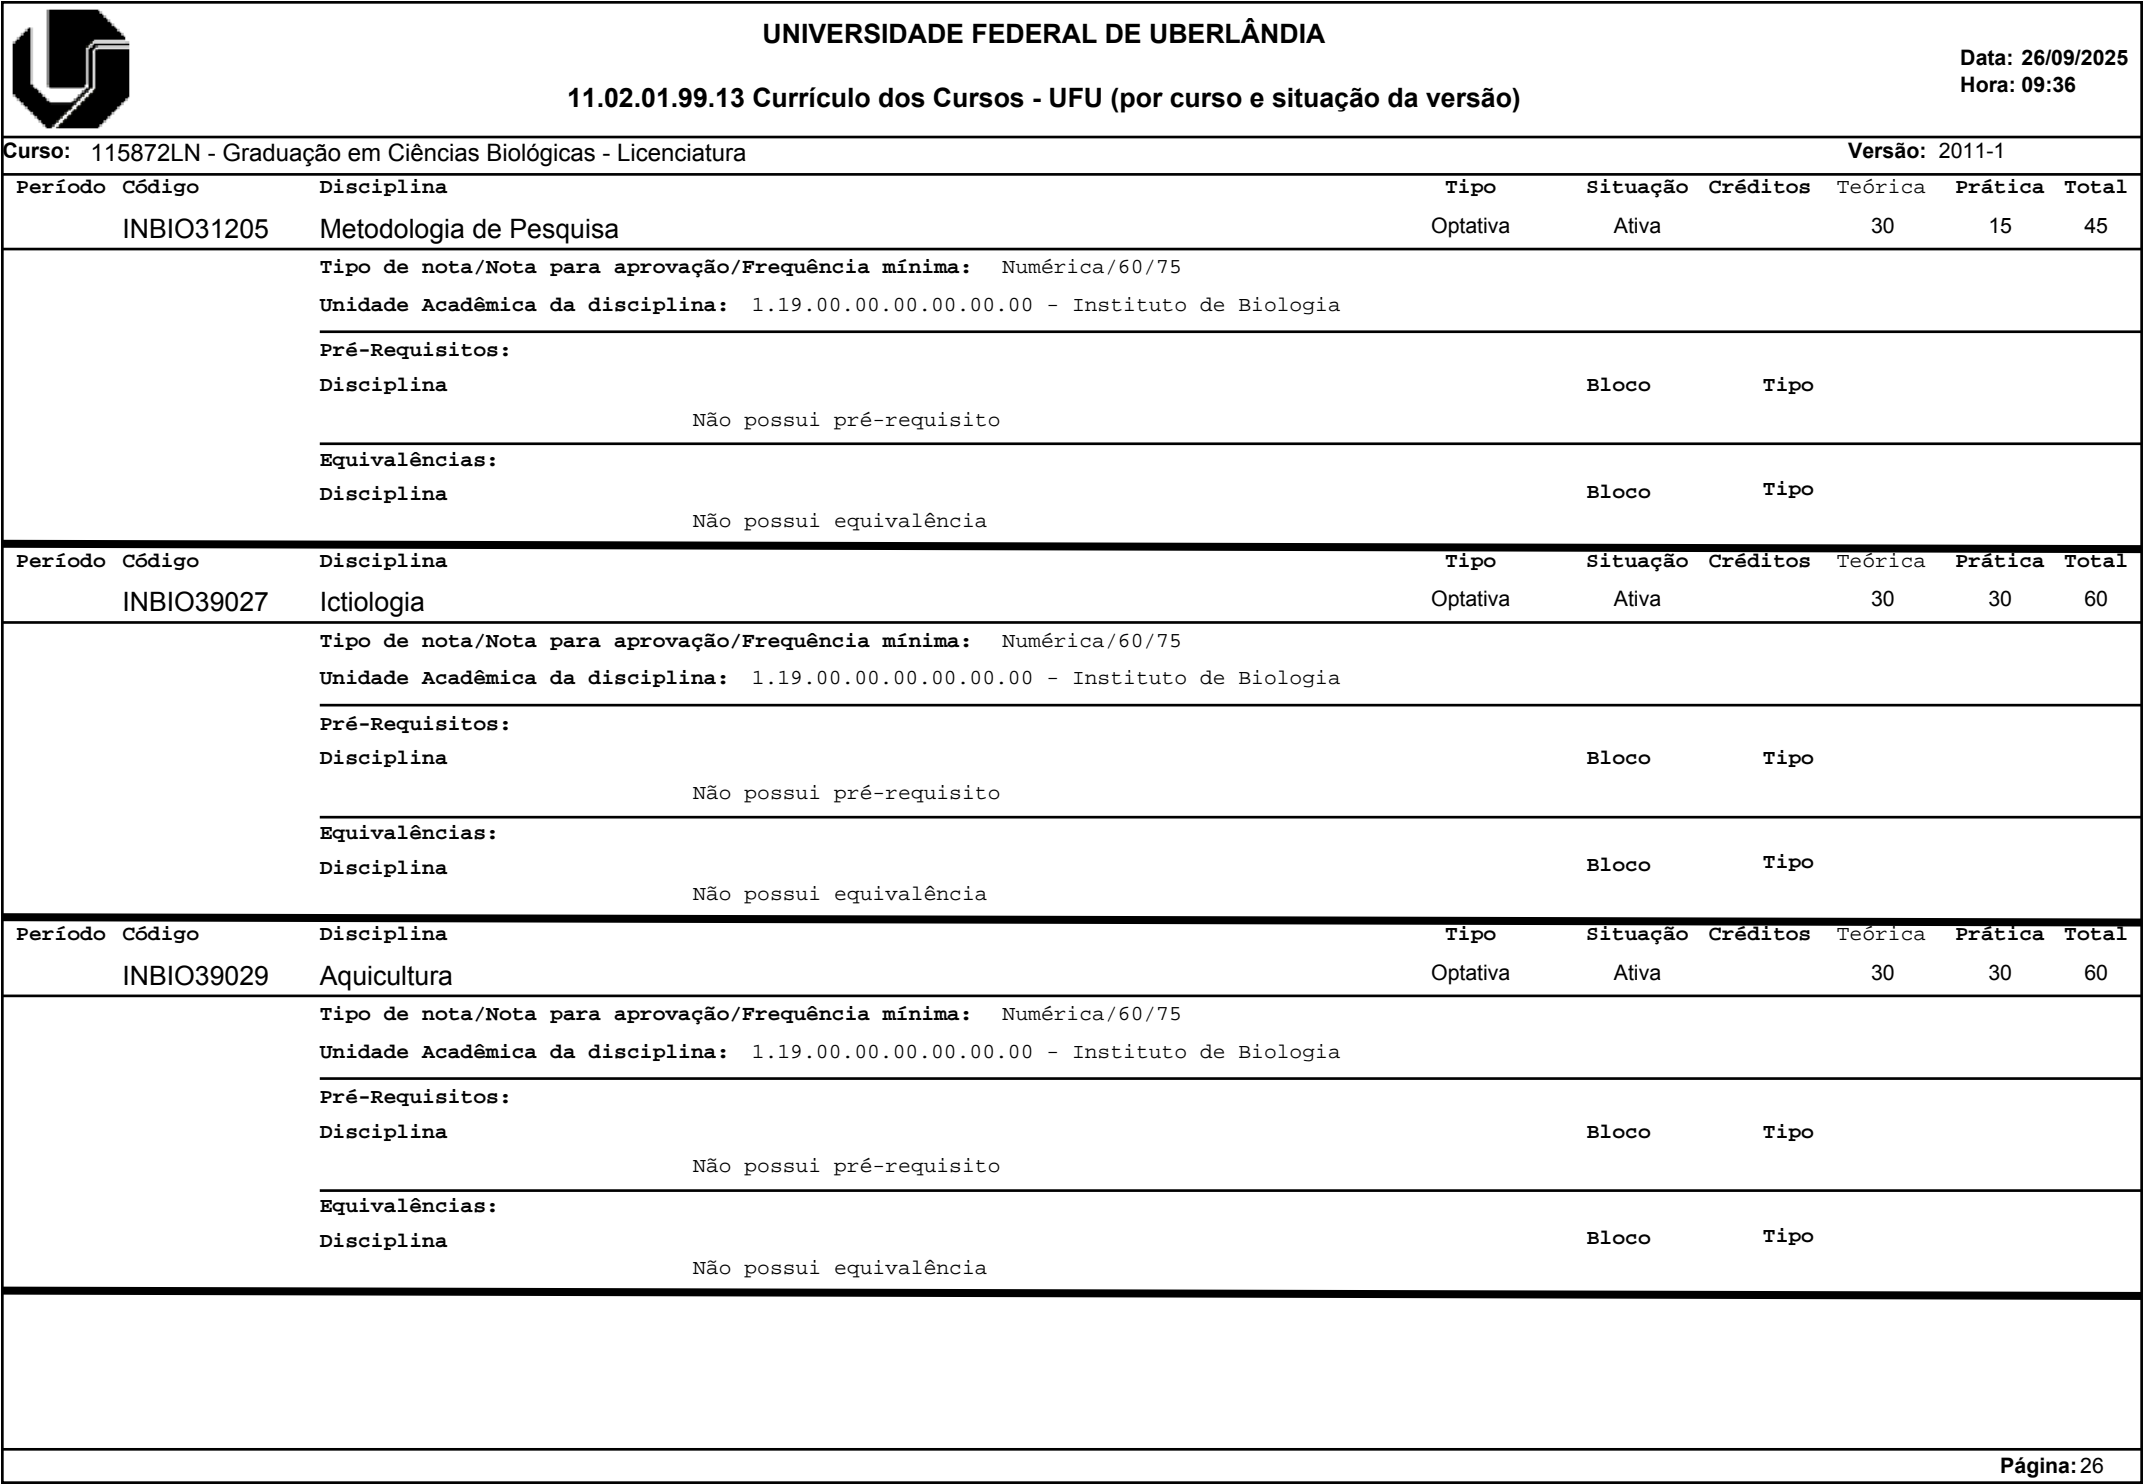 UNIVERSIDADE FEDERAL DE UBERLÂNDIA
Data: 26/09/2025
Hora: 09:36
11.02.01.99.13 Currículo dos Cursos - UFU (por curso e situação da versão)
Curso: 115872LN - Graduação em Ciências Biológicas - Licenciatura Versão: 2011-1
Período Código Disciplina Tipo Situação Créditos Teórica Prática Total
INBIO31205 Metodologia de Pesquisa Optativa Ativa 30 15 45
Tipo de nota/Nota para aprovação/Frequência mínima: Numérica/60/75
Unidade Acadêmica da disciplina: 1.19.00.00.00.00.00.00 - Instituto de Biologia
Pré-Requisitos:
Disciplina Bloco Tipo
Não possui pré-requisito
Equivalências:
Disciplina Bloco Tipo
Não possui equivalência
Período Código Disciplina Tipo Situação Créditos Teórica Prática Total
INBIO39027 Ictiologia Optativa Ativa 30 30 60
Tipo de nota/Nota para aprovação/Frequência mínima: Numérica/60/75
Unidade Acadêmica da disciplina: 1.19.00.00.00.00.00.00 - Instituto de Biologia
Pré-Requisitos:
Disciplina Bloco Tipo
Não possui pré-requisito
Equivalências:
Disciplina Bloco Tipo
Não possui equivalência
Período Código Disciplina Tipo Situação Créditos Teórica Prática Total
INBIO39029 Aquicultura Optativa Ativa 30 30 60
Tipo de nota/Nota para aprovação/Frequência mínima: Numérica/60/75
Unidade Acadêmica da disciplina: 1.19.00.00.00.00.00.00 - Instituto de Biologia
Pré-Requisitos:
Disciplina Bloco Tipo
Não possui pré-requisito
Equivalências:
Disciplina Bloco Tipo
Não possui equivalência
Página: 26